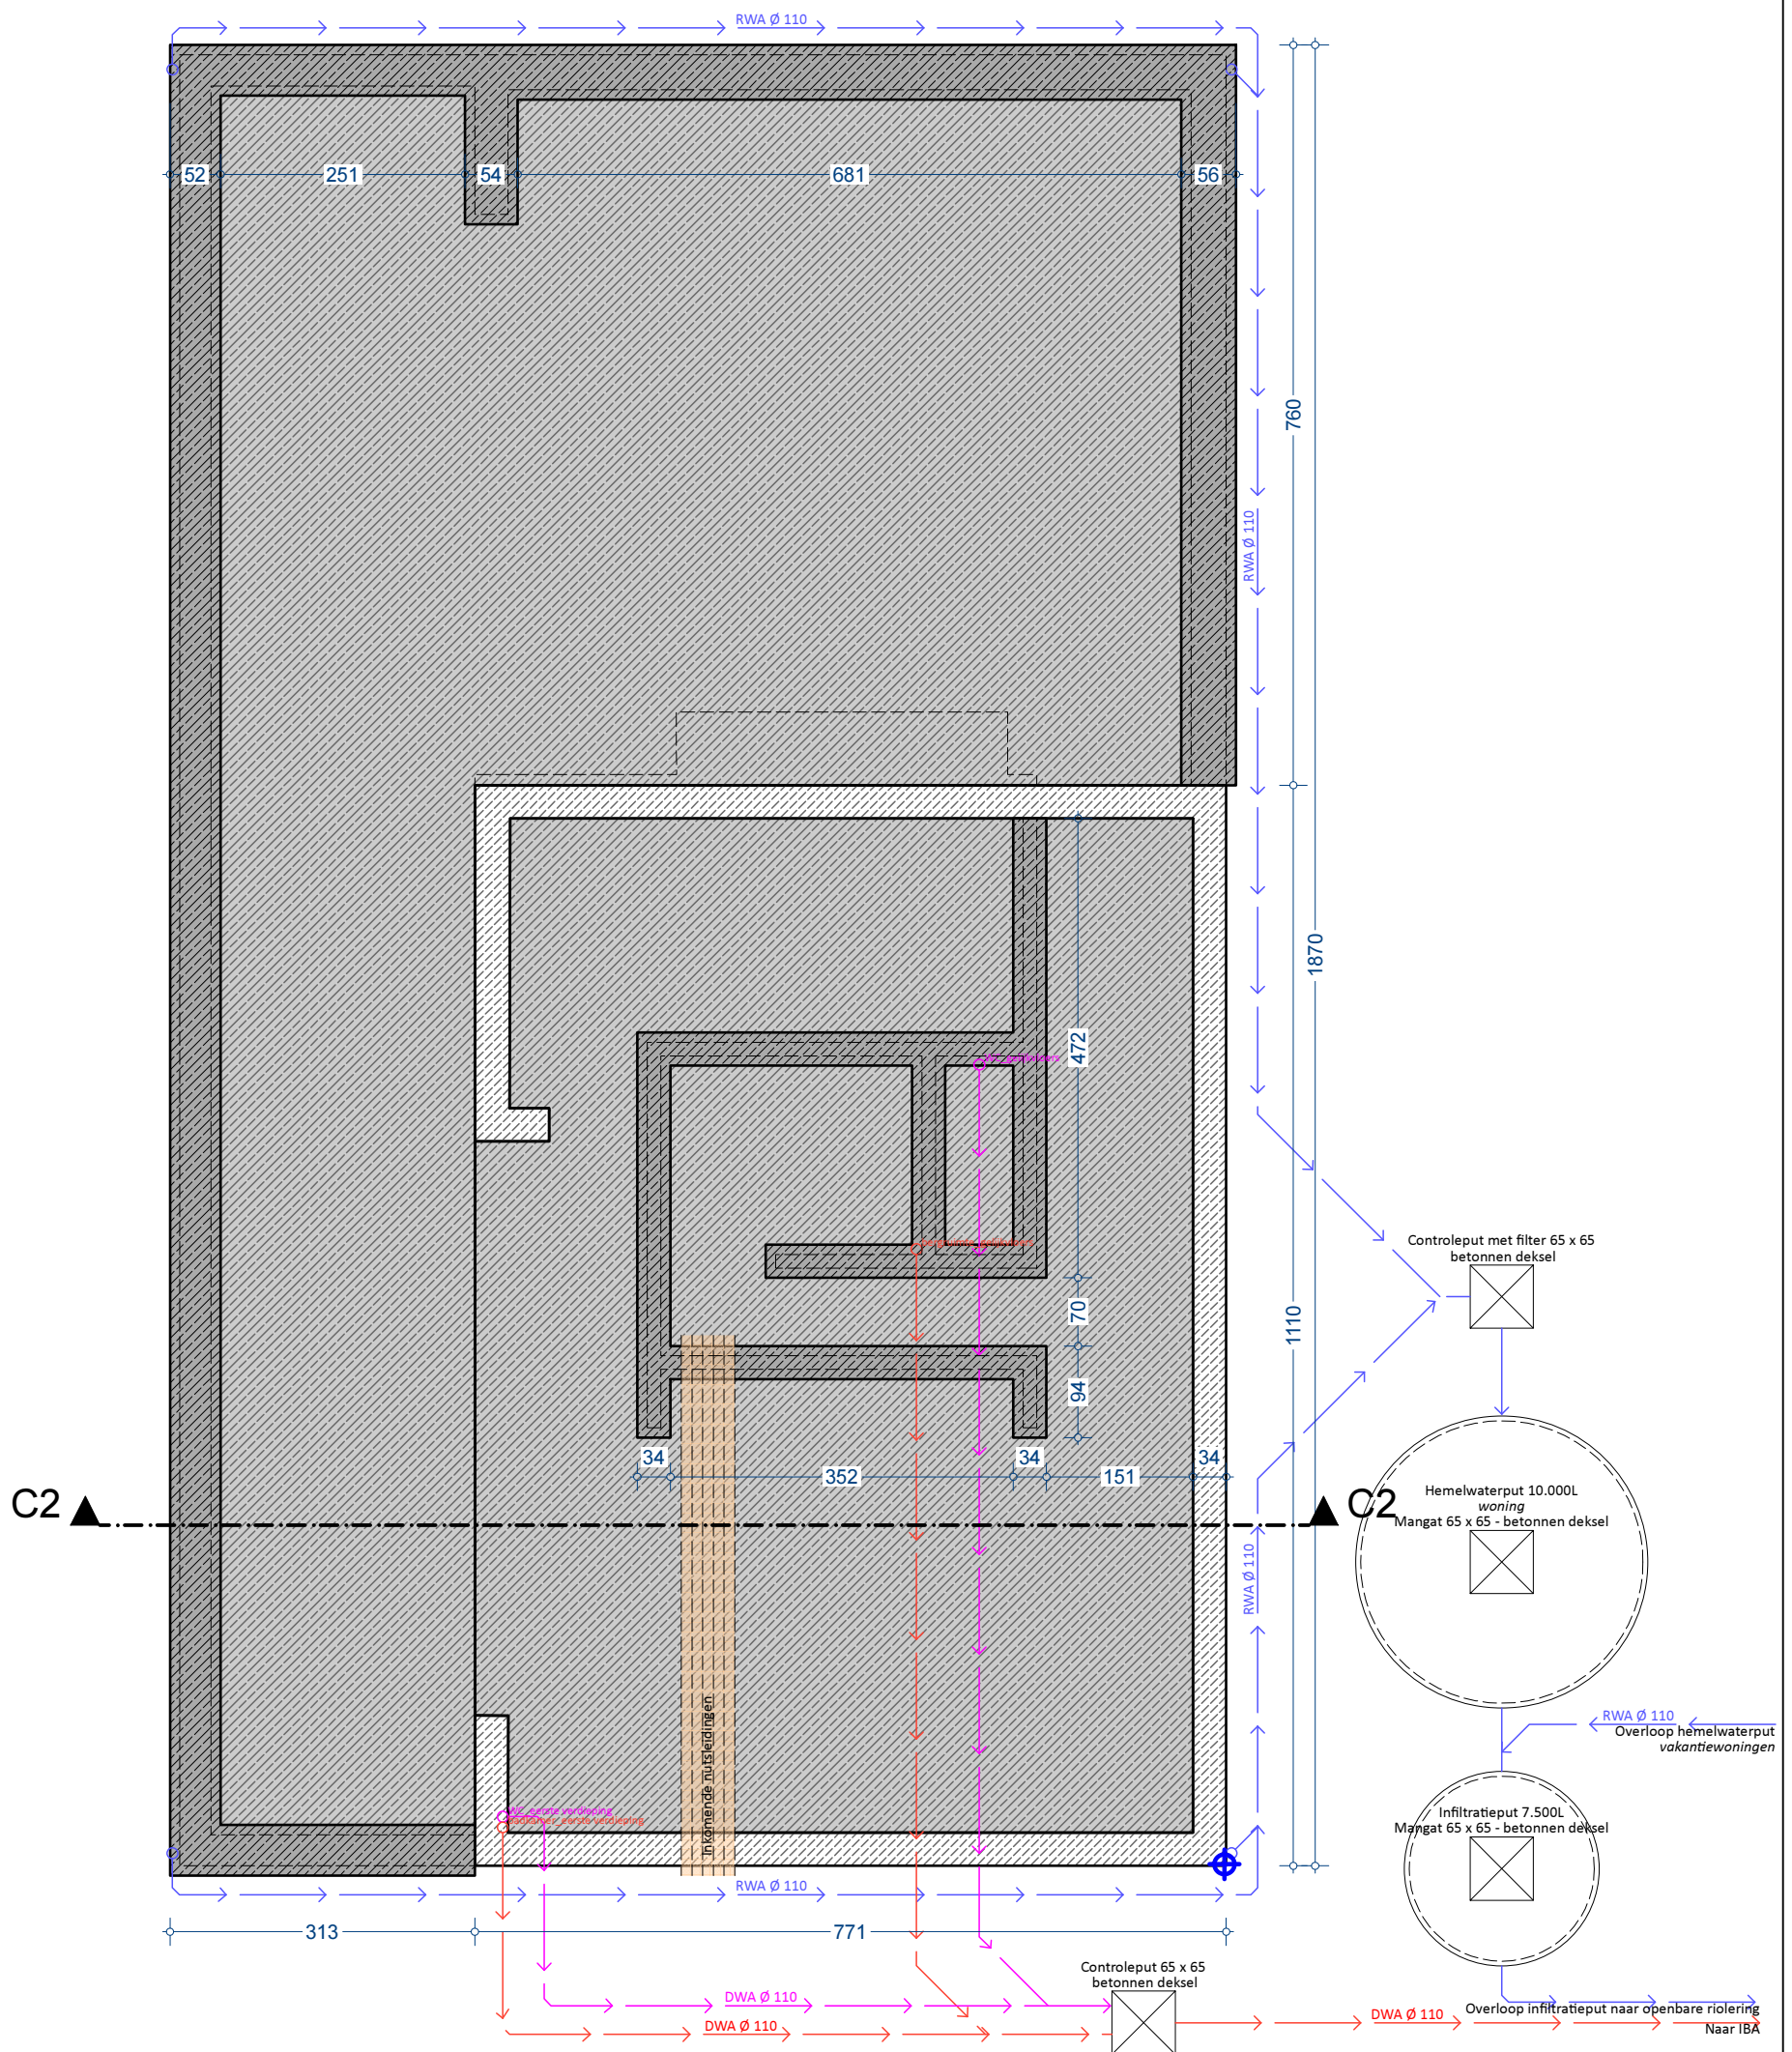 RWA Ø 110
52
251
54
681
56
760
RWA Ø 110
1870
472
Controleput met filter 65 x 65
betonnen deksel
70
1110
94
34
352
34
151
34
C2
C2
Hemelwaterput 10.000L
woning
Mangat 65 x 65 - betonnen deksel
RWA Ø 110
Inkomende nutsleidingen
RWA Ø 110
Overloop hemelwaterput
vakantiewoningen
WC_eerste verdieping
badkamer_eerste verdieping
Infiltratieput 7.500L
Mangat 65 x 65 - betonnen deksel
RWA Ø 110
313
771
Controleput 65 x 65
betonnen deksel
DWA Ø 110
DWA Ø 110
DWA Ø 110
Overloop infiltratieput naar openbare riolering
Naar IBA